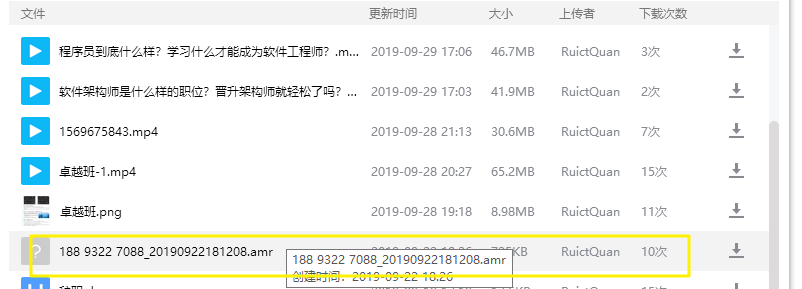 文件 更新时间 大小 上传者 下载次数
程序员到底什么样？学习什么才能成为软件工程师？.m... 2019-09-29 17:06 46.7MB RuictQuan 3次
软件架构师是什么样的职位？晋升架构师就轻松了吗？... 2019-09-29 17:03 41.9MB RuictQuan 2次
1569675843.mp4 2019-09-28 21:13 30.6MB RuictQuan 7次
卓越班-1.mp4 2019-09-28 20:27 65.2MB RuictQuan 15次
卓越班.png 2019-09-28 19:18 8.98MB RuictQuan 11次
188 9322 7088_20190922181208.amr RuictQuan 10次
188 9322 7088_20190922181208.amr
创建时间：2019-09-22 18:26